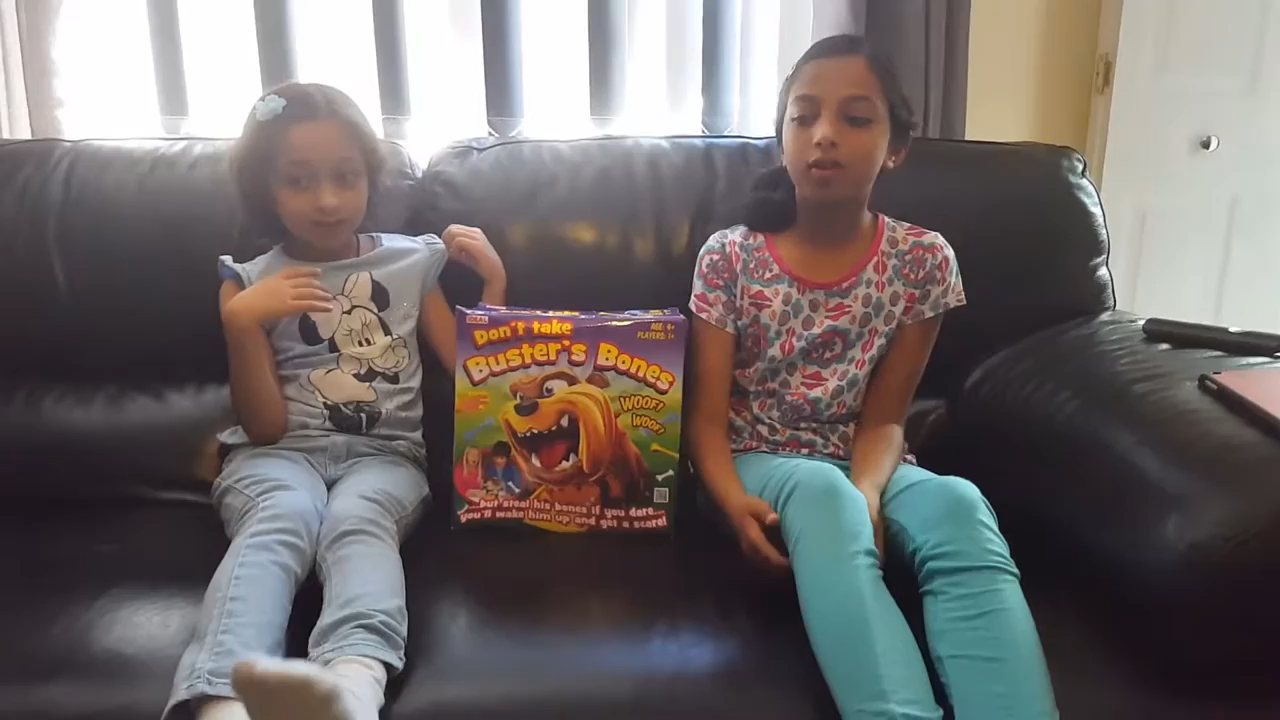 IDEAL
Don't take
Buster's Bones
AGE: 4+
PLAYERS: 1+
WOOF!
WOOF!
...but steal his bones if you dare...
you'll wake him up and get a scare!